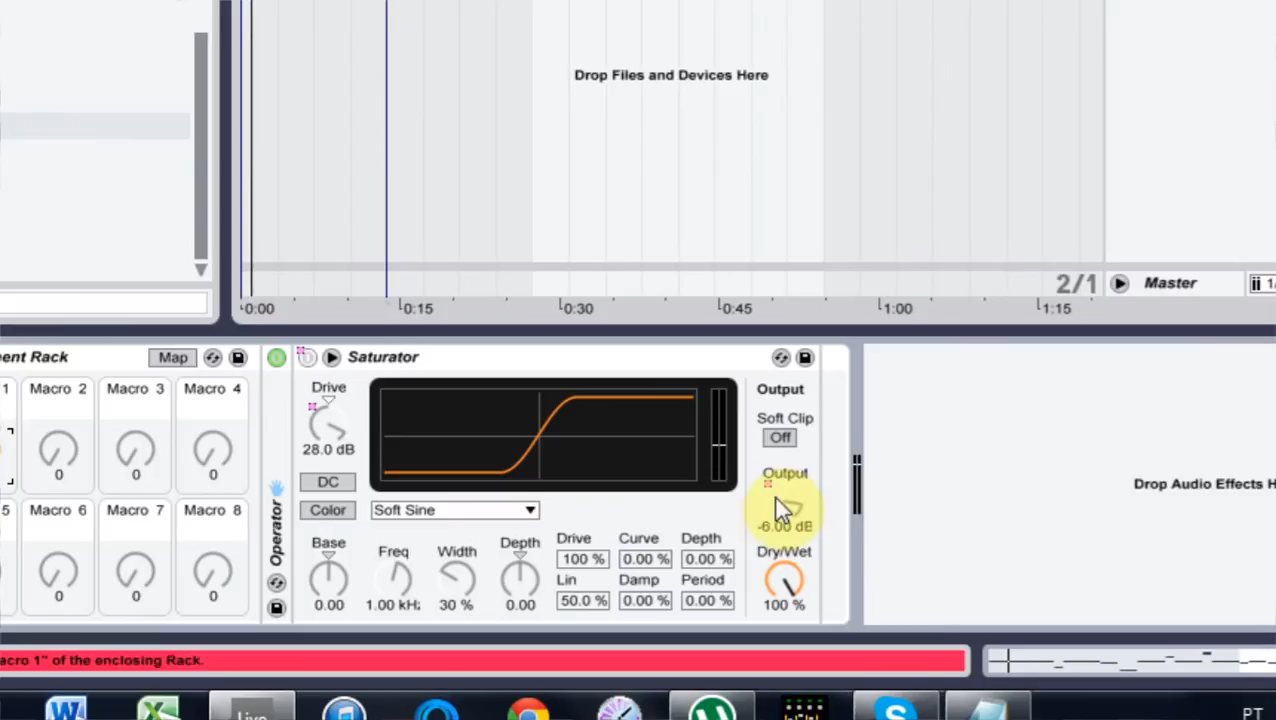 Drop Files and Devices Here
2/1
Master
1/
0:00
0:15
0:30
0:45
1:00
1:15
ent Rack
Map
Saturator
1
Macro 2
Macro 3
Macro 4
Drive
Output
Soft Clip
Off
28.0 dB
0
0
0
Output
DC
Drop Audio Effects H
5
Macro 6
Macro 7
Macro 8
Operator
Color
Soft Sine
-6.00 dB
Base
Freq
Width
Depth
Drive
Curve
Depth
Dry/Wet
100 %
0.00 %
0.00 %
Lin
Damp
Period
0
0
0
0.00
1.00 kHz
30 %
0.00
50.0 %
0.00 %
0.00 %
100 %
acro 1" of the enclosing Rack.
Live
PT